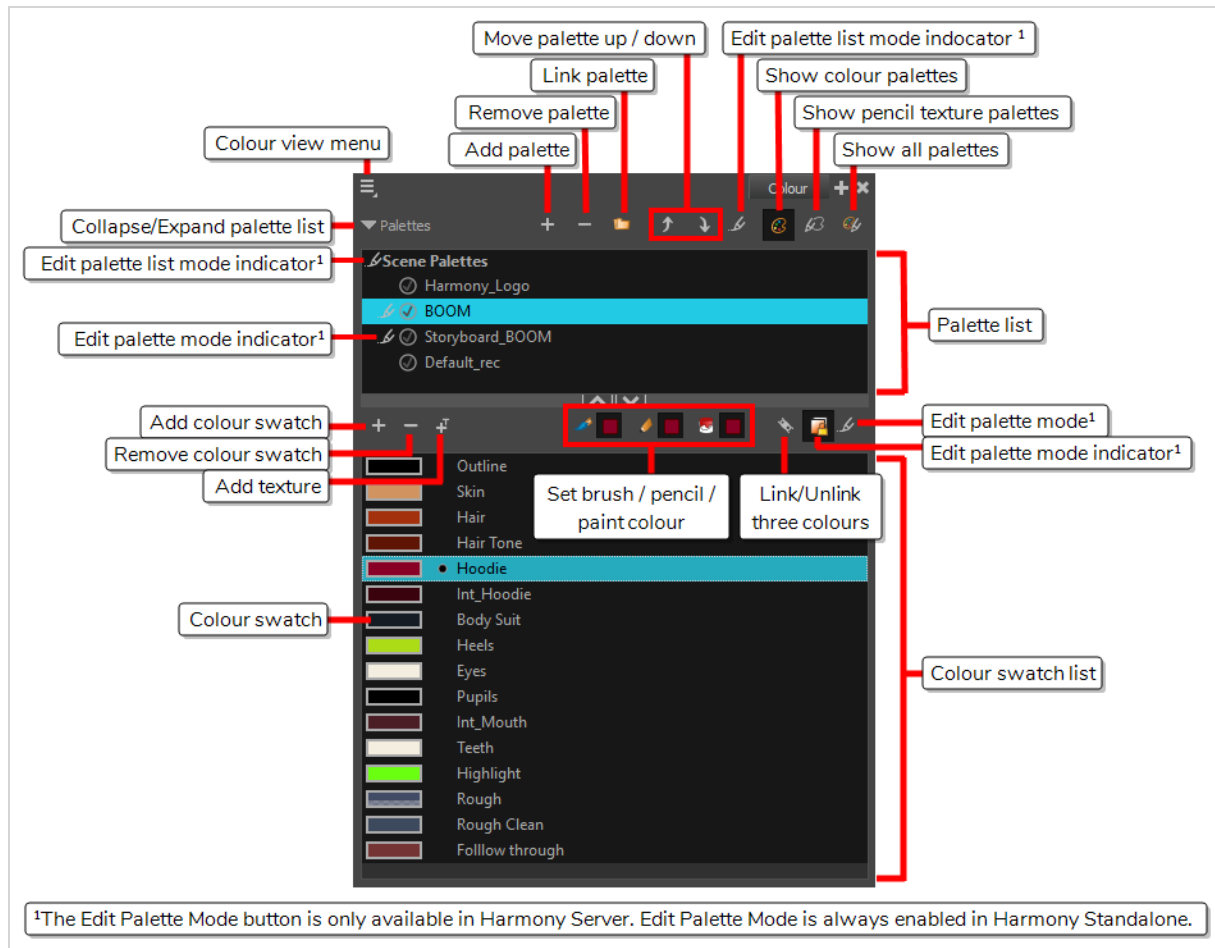 Move palette up / down
Edit palette list mode indocator ¹
Link palette
Show colour palettes
Remove palette
Show pencil texture palettes
Colour view menu
Add palette
Show all palettes
Colour
Collapse/Expand palette list
Palettes
Edit palette list mode indicator¹
Scene Palettes
Harmony_Logo
BOOM
Palette list
Edit palette mode indicator¹
Storyboard_BOOM
Default_rec
Add colour swatch
Edit palette mode¹
Remove colour swatch
Edit palette mode indicator¹
Add texture
Outline
Skin
Set brush / pencil /
paint colour
Link/Unlink
three colours
Hair
Hair Tone
Hoodie
Int_Hoodie
Colour swatch
Body Suit
Heels
Eyes
Colour swatch list
Pupils
Int_Mouth
Teeth
Highlight
Rough
Rough Clean
Folllow through
¹The Edit Palette Mode button is only available in Harmony Server. Edit Palette Mode is always enabled in Harmony Standalone.